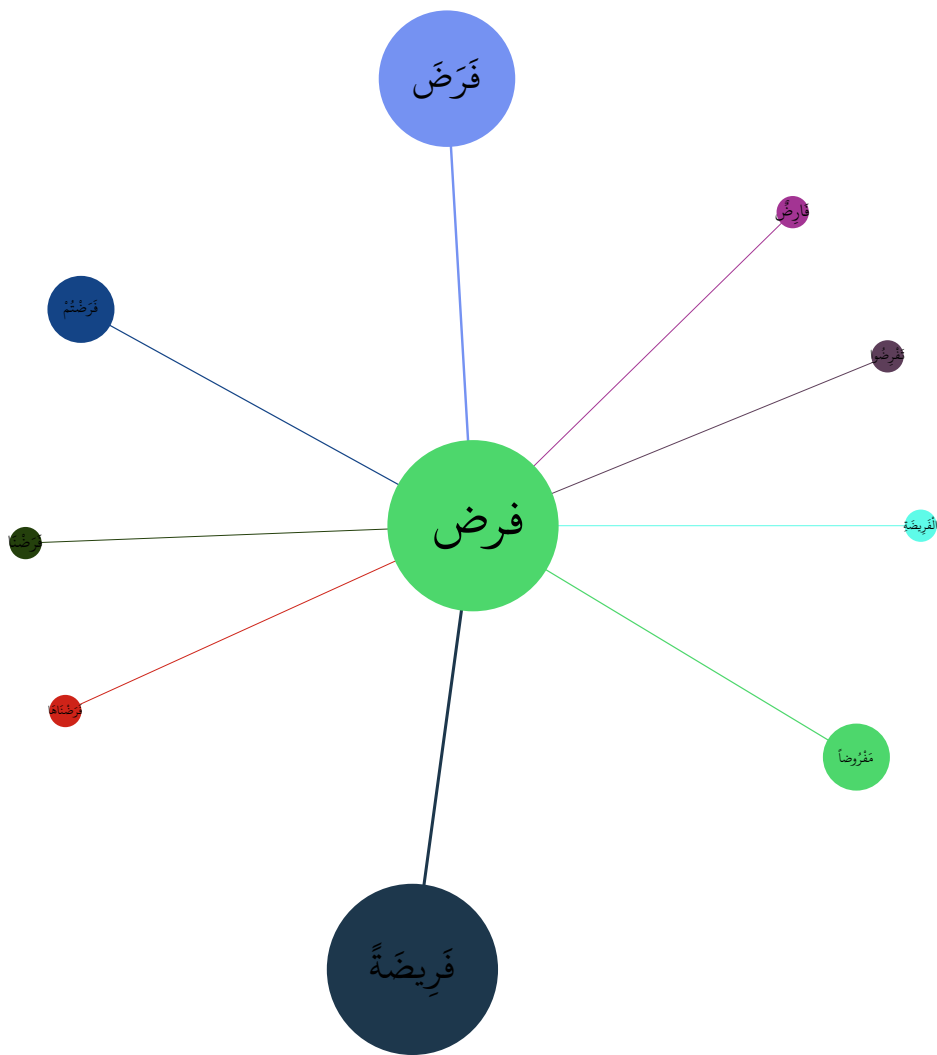 فَرَضَ
فَارِضٌ
فَرَضْتُمْ
تَفْرِضُوا
فرض
الْفَرِيضَةِ
فَرَضْنَا
فَرَضْنَاهَا
مَفْرُوضاً
فَرِيضَةً